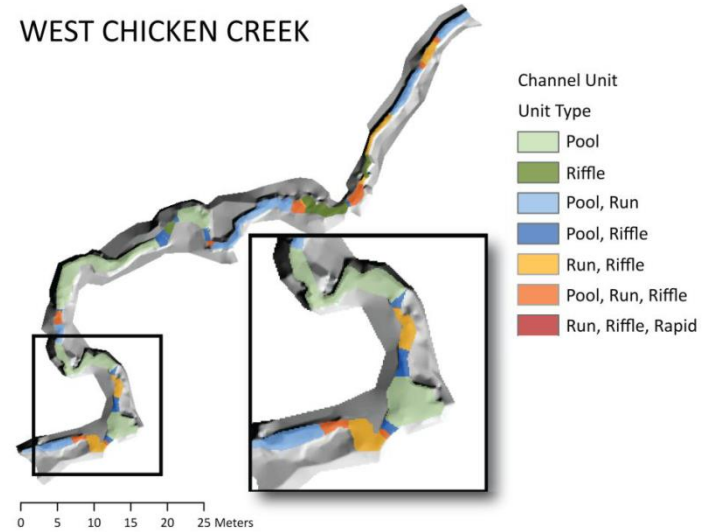 WEST CHICKEN CREEK
Channel Unit
Unit Type
Pool
Riffle
Pool, Run
Pool, Riffle
Run, Riffle
Pool, Run, Riffle
Run, Riffle, Rapid
0 5 10 15 20 25 Meters